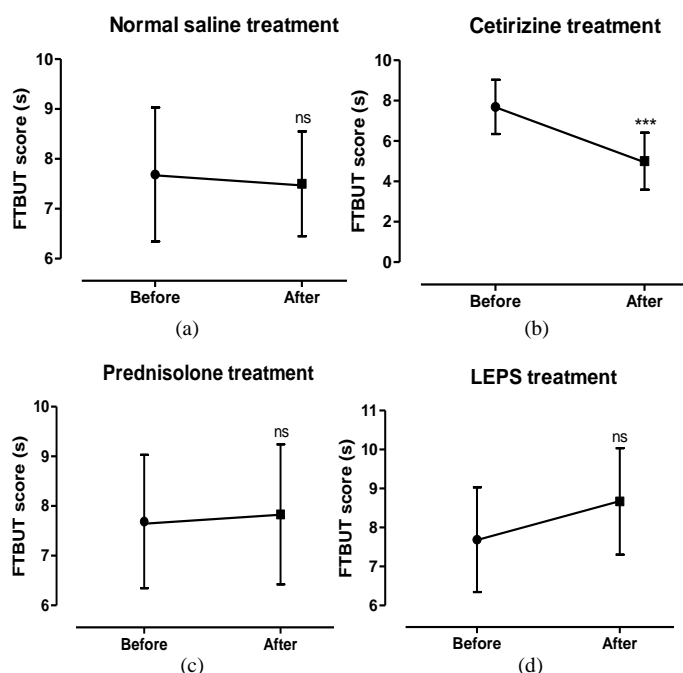 Normal saline treatment
10
9
8
7
6
FTBUT score (s)
ns
Before
After
(a)
Cetirizine treatment
10
8
6
4
2
0
FTBUT score (s)
***
Before
After
(b)
Prednisolone treatment
10
9
8
7
6
FTBUT score (s)
ns
Before
After
(c)
LEPS treatment
11
10
9
8
7
6
FTBUT score (s)
ns
Before
After
(d)